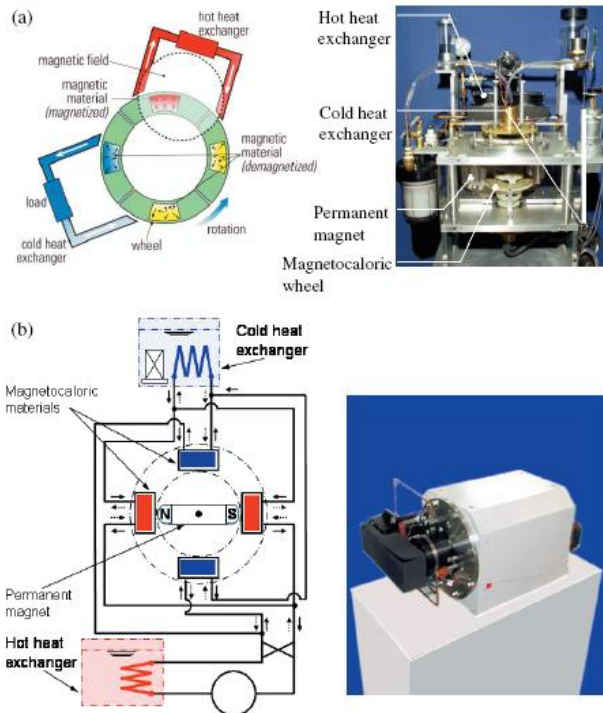 (a)
hot heat
exchanger
magnetic field
magnetic
material
(magnetized)
magnetic
material
(demagnetized)
load
cold heat
exchanger
wheel
rotation
Hot heat
exchanger
Cold heat
exchanger
Permanent
magnet
Magnetocaloric
wheel
(b)
Cold heat
exchanger
Magnetocaloric
materials
N
S
Permanent
magnet
Hot heat
exchanger